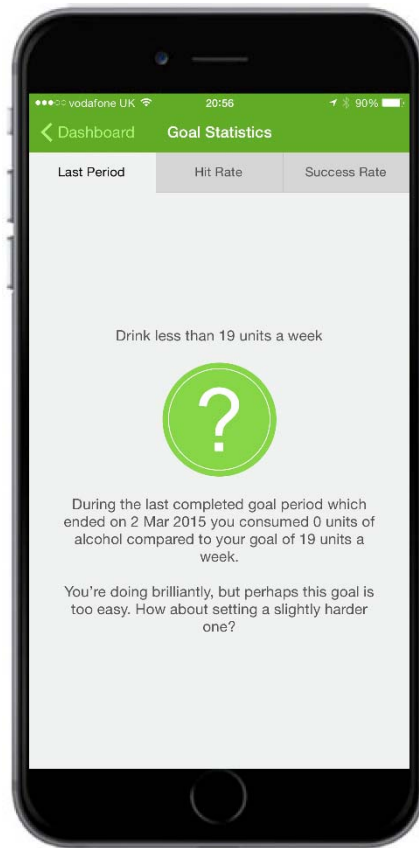 vodafone UK 20:56 90%
Dashboard Goal Statistics
Last Period Hit Rate Success Rate
Drink less than 19 units a week
?
During the last completed goal period which
ended on 2 Mar 2015 you consumed 0 units of
alcohol compared to your goal of 19 units a
week.
You're doing brilliantly, but perhaps this goal is
too easy. How about setting a slightly harder
one?